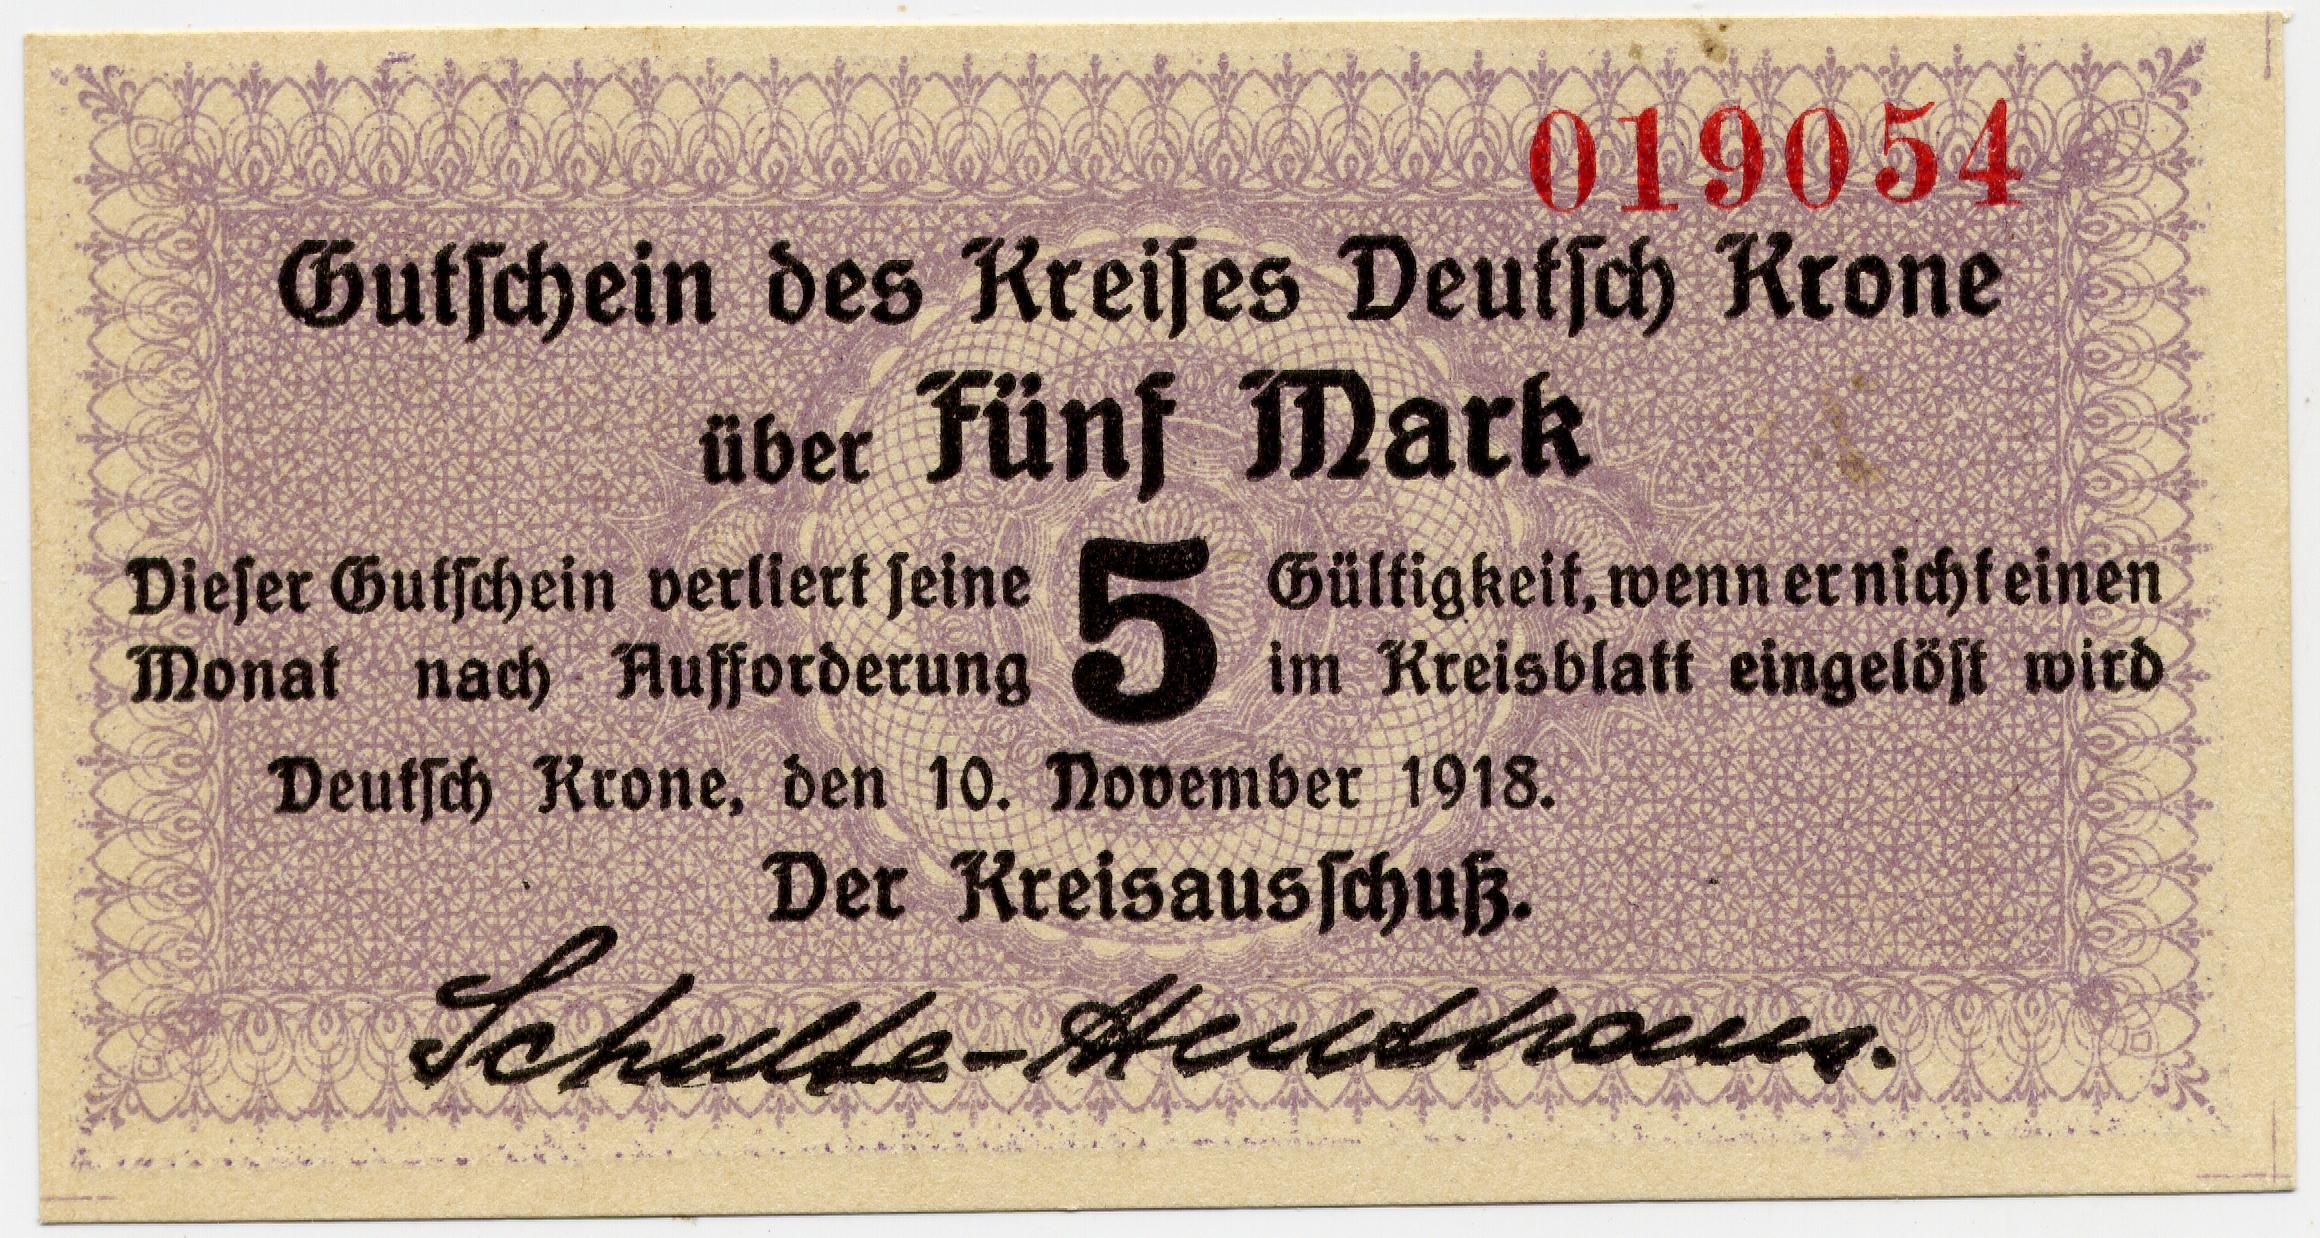 019054
Gutſchein des Kreiſes Deutſch Krone
über Fünf Mark
Dieſer Gutſchein verliert ſeine 5 Gültigkeit, wenn er nicht einen
Monat nach Aufforderung im Kreisblatt eingelöſt wird
Deutſch Krone, den 10. November 1918.
Der Kreisausſchuß.
Schulte-